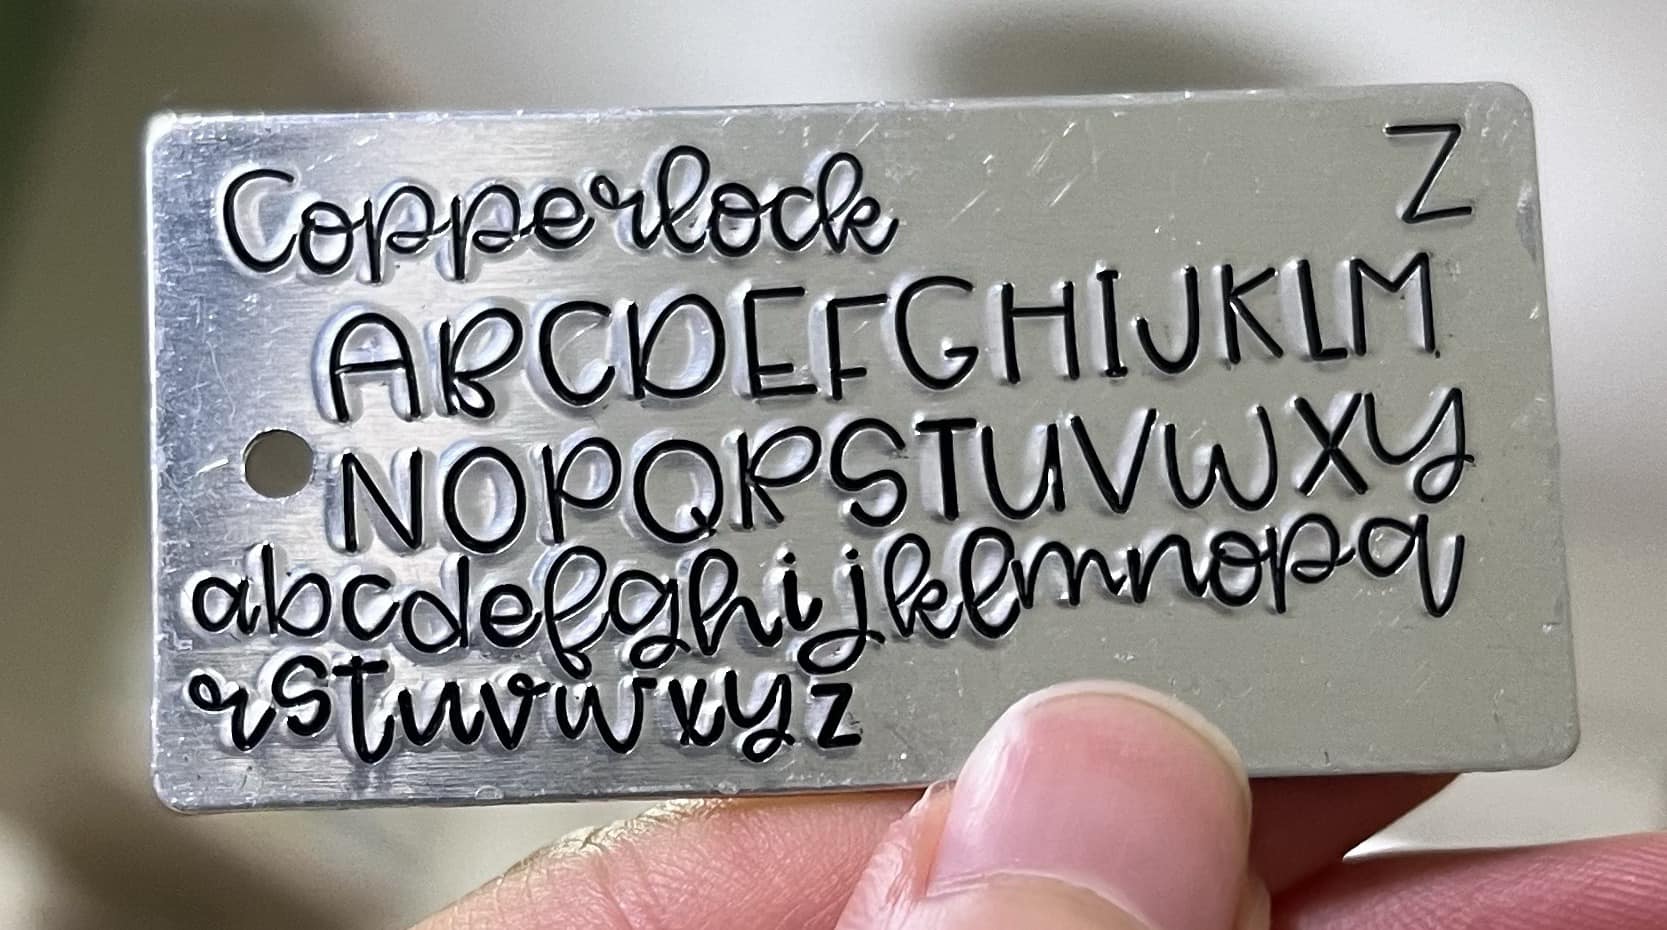 Copperlock
Z
ABCDEFGHIJKLM
NOPQRSTUVWXY
abcdefghijklmnopq
rstuvwxyz